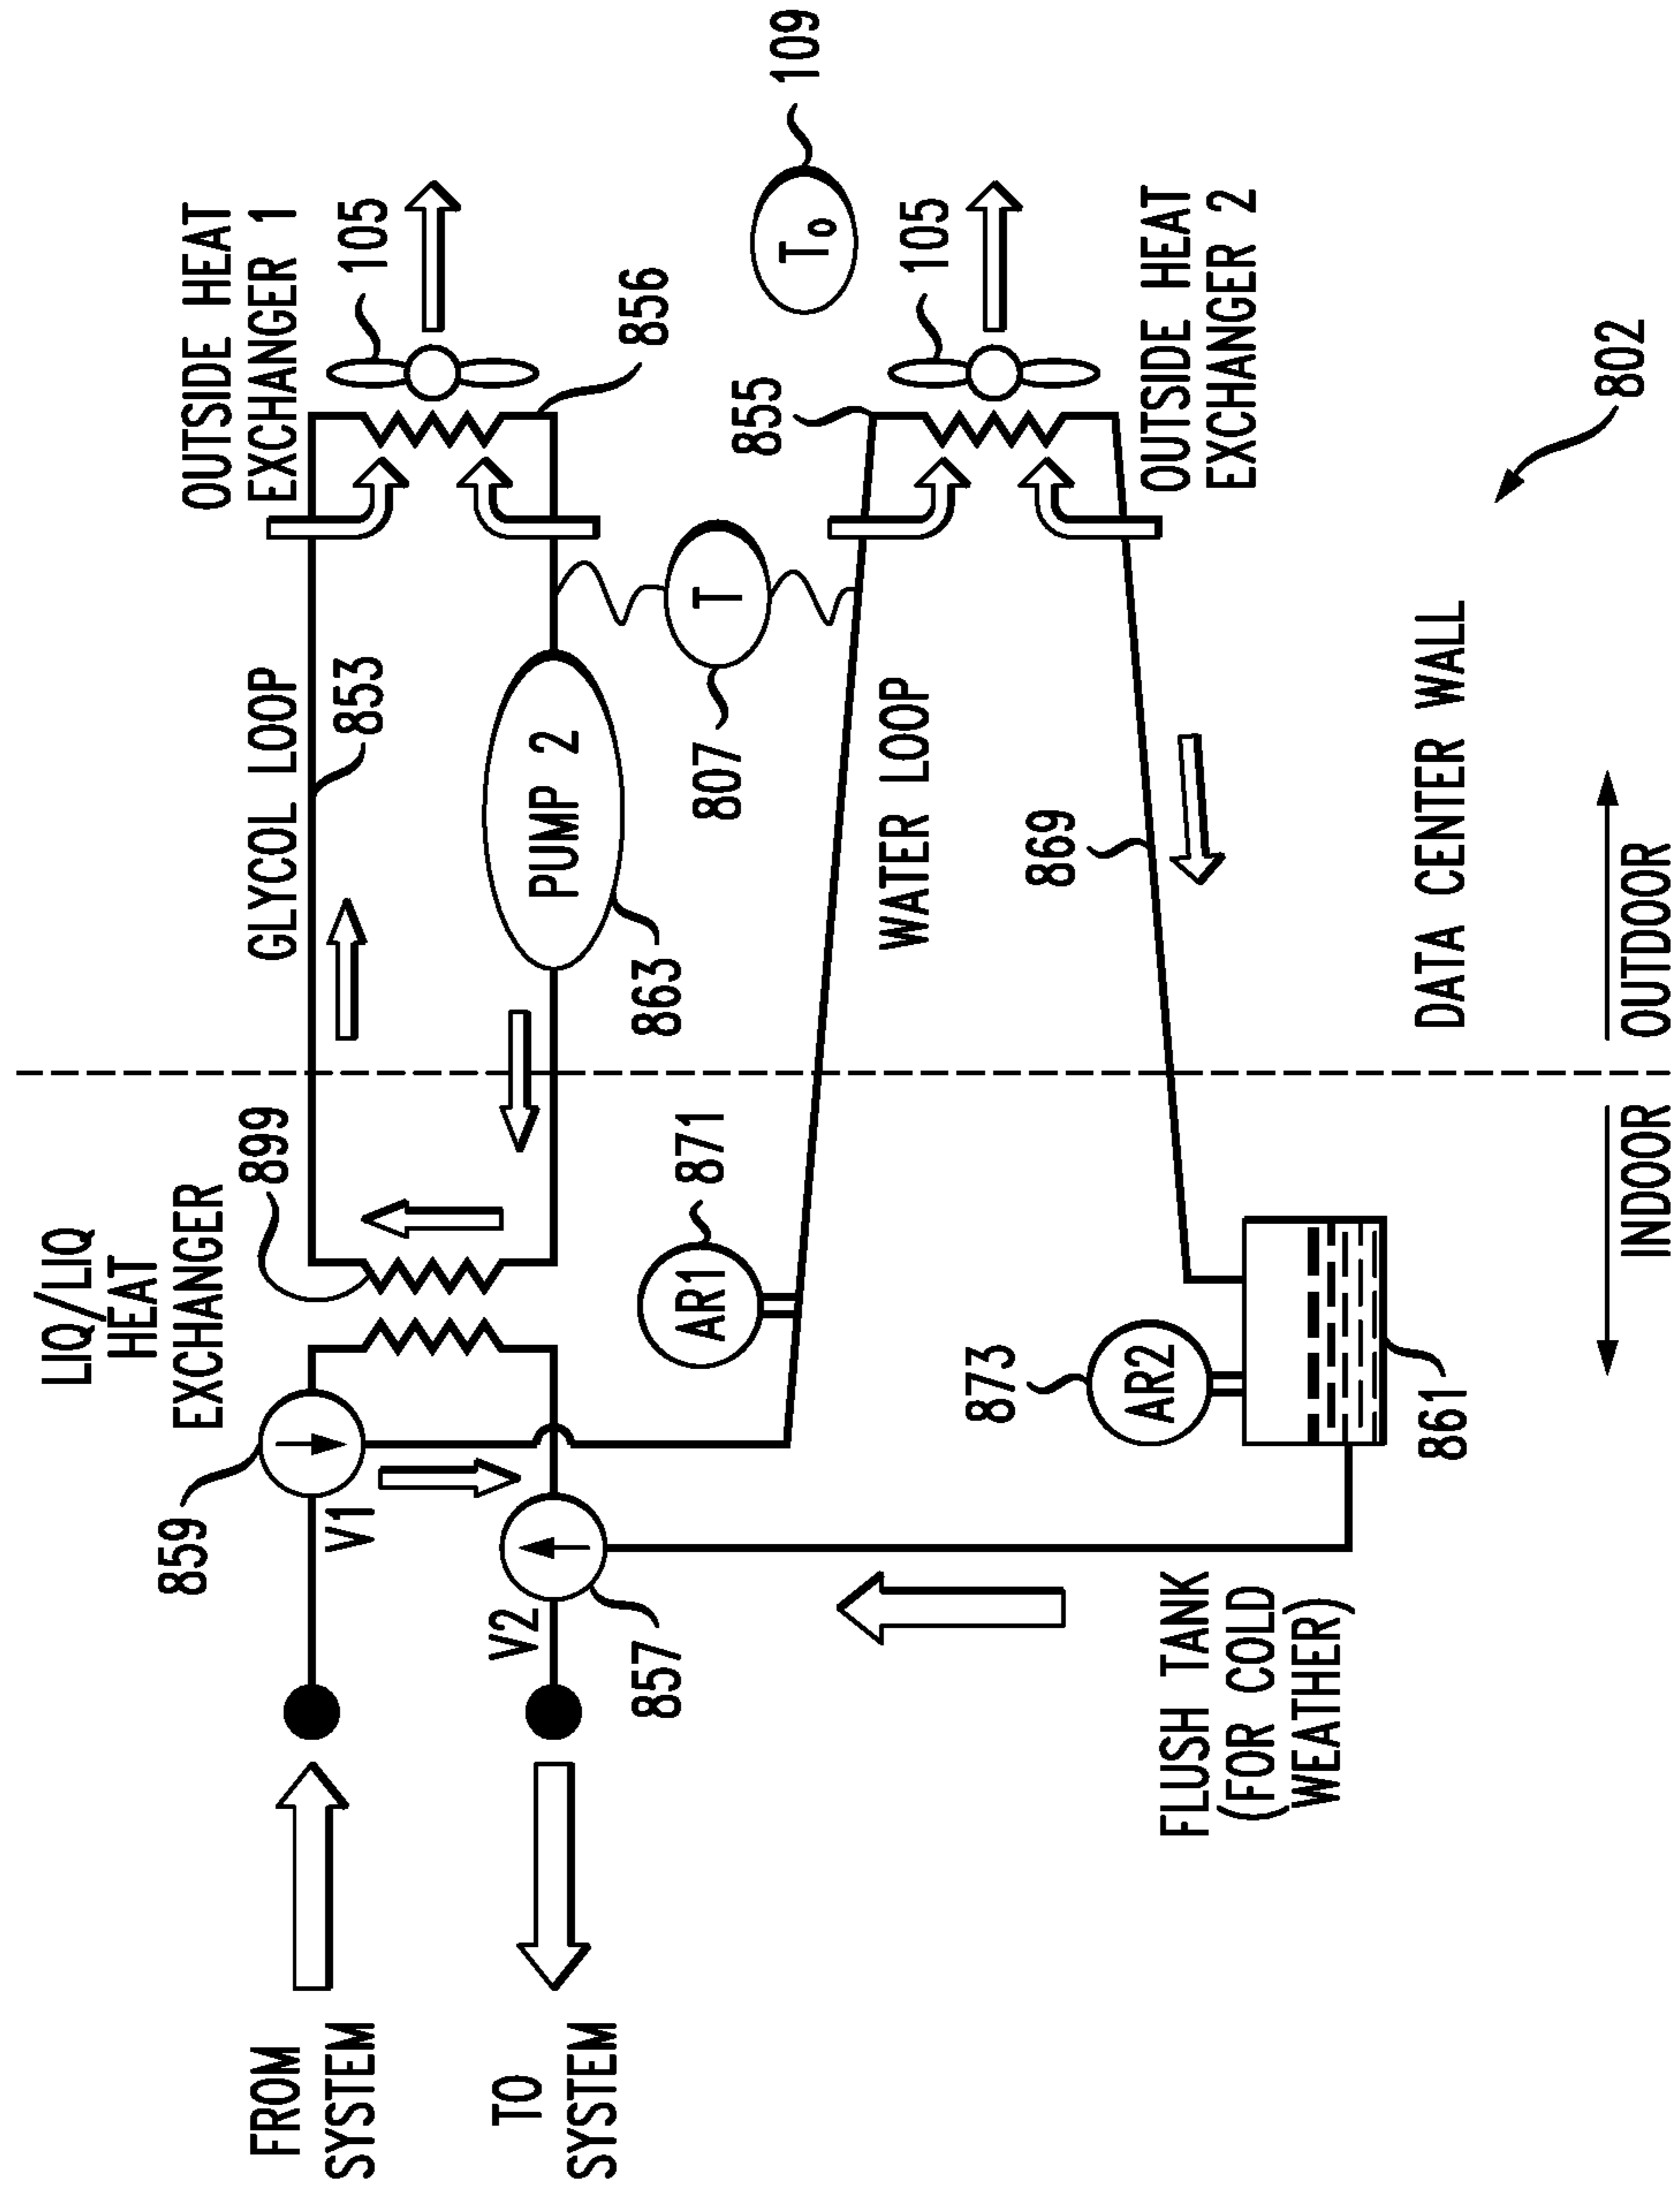 OUTSIDE HEAT
EXCHANGER 1
105
856
109
T0
105
855
OUTSIDE HEAT
EXCHANGER 2
802
GLYCOL LOOP
853
PUMP 2
863
T
807
WATER LOOP
869
DATA CENTER WALL
OUTDOOR
INDOOR
LIQ/LIQ
HEAT
EXCHANGER
899
AR1
871
AR2
873
861
859
V1
V2
857
FLUSH TANK
(FOR COLD
WEATHER)
FROM
SYSTEM
TO
SYSTEM